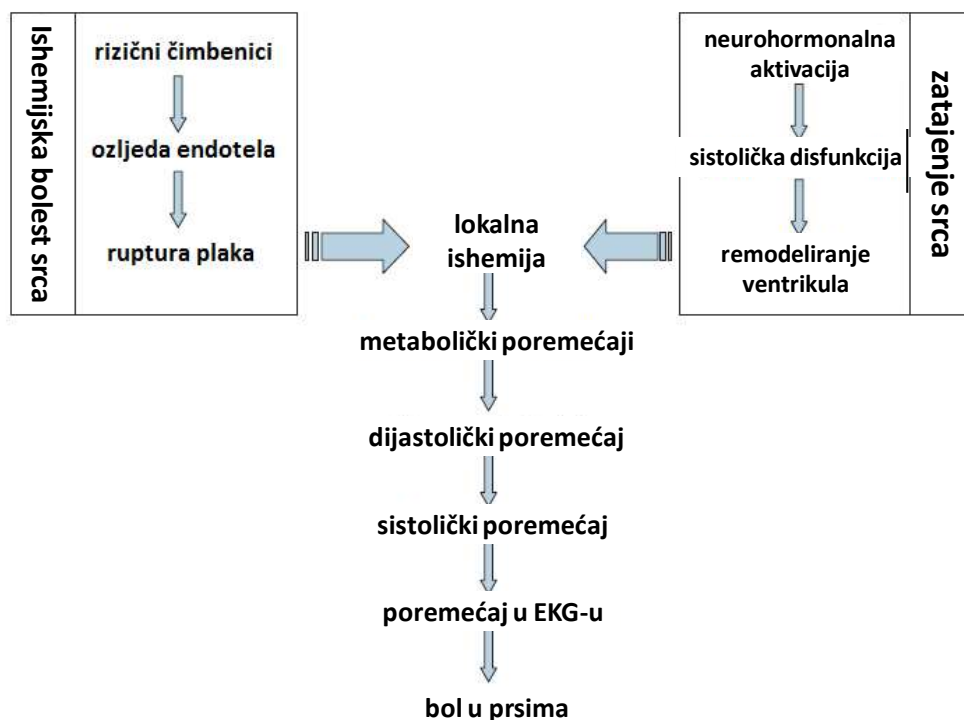 Ishemijska bolest srca
rizični čimbenici
ozljeda endotela
ruptura plaka
neurohormonalna
aktivacija
sistolička disfunkcija
remodeliranje
ventrikula
zatajenje srca
lokalna
ishemija
metabolički poremećaji
dijastolički poremećaj
sistolički poremećaj
poremećaj u EKG-u
bol u prsima